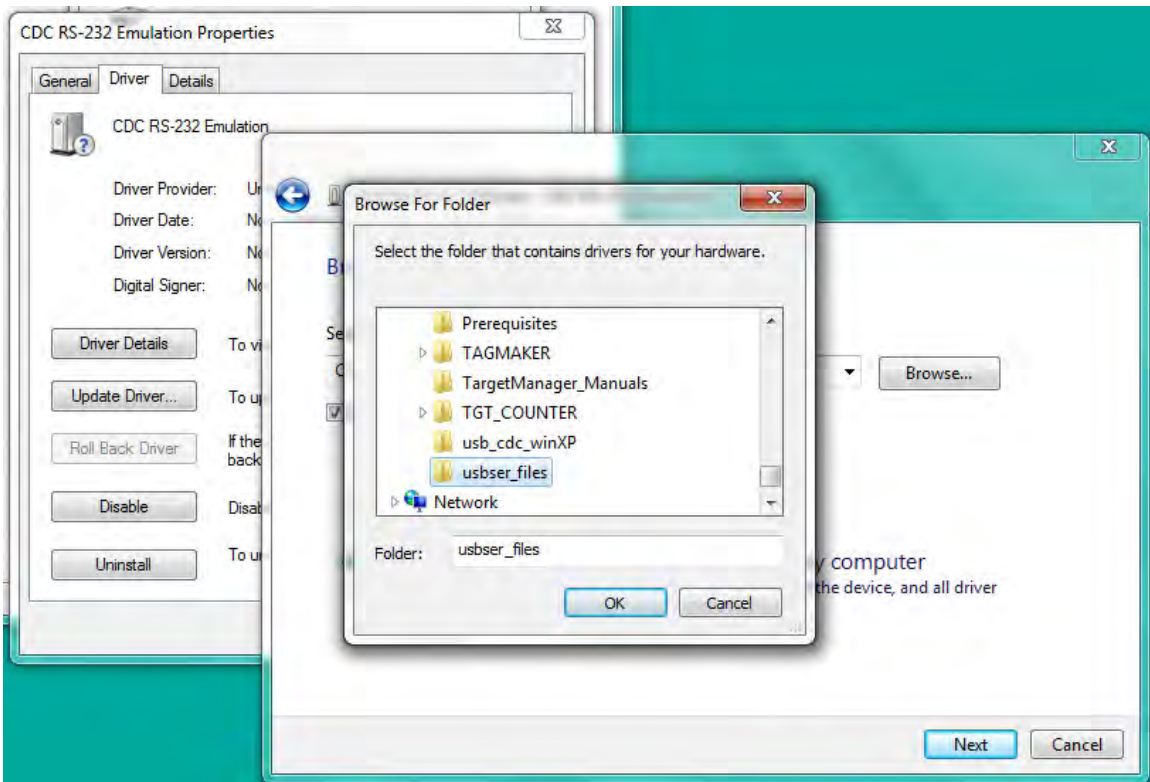 CDC RS-232 Emulation Properties
General Driver Details
CDC RS-232 Emulation
Driver Provider:
Driver Date:
Driver Version:
Digital Signer:
Driver Details To vi
Update Driver...
Roll Back Driver If the
back
Disable Disab
Uninstall
Browse For Folder
Select the folder that contains drivers for your hardware.
Prerequisites
TAGMAKER
TargetManager_Manuals
TGT_COUNTER
usb_cdc_winXP
usbser_files
Network
Folder: usbser_files
OK Cancel
Browse...
y computer
the device, and all driver
Next Cancel